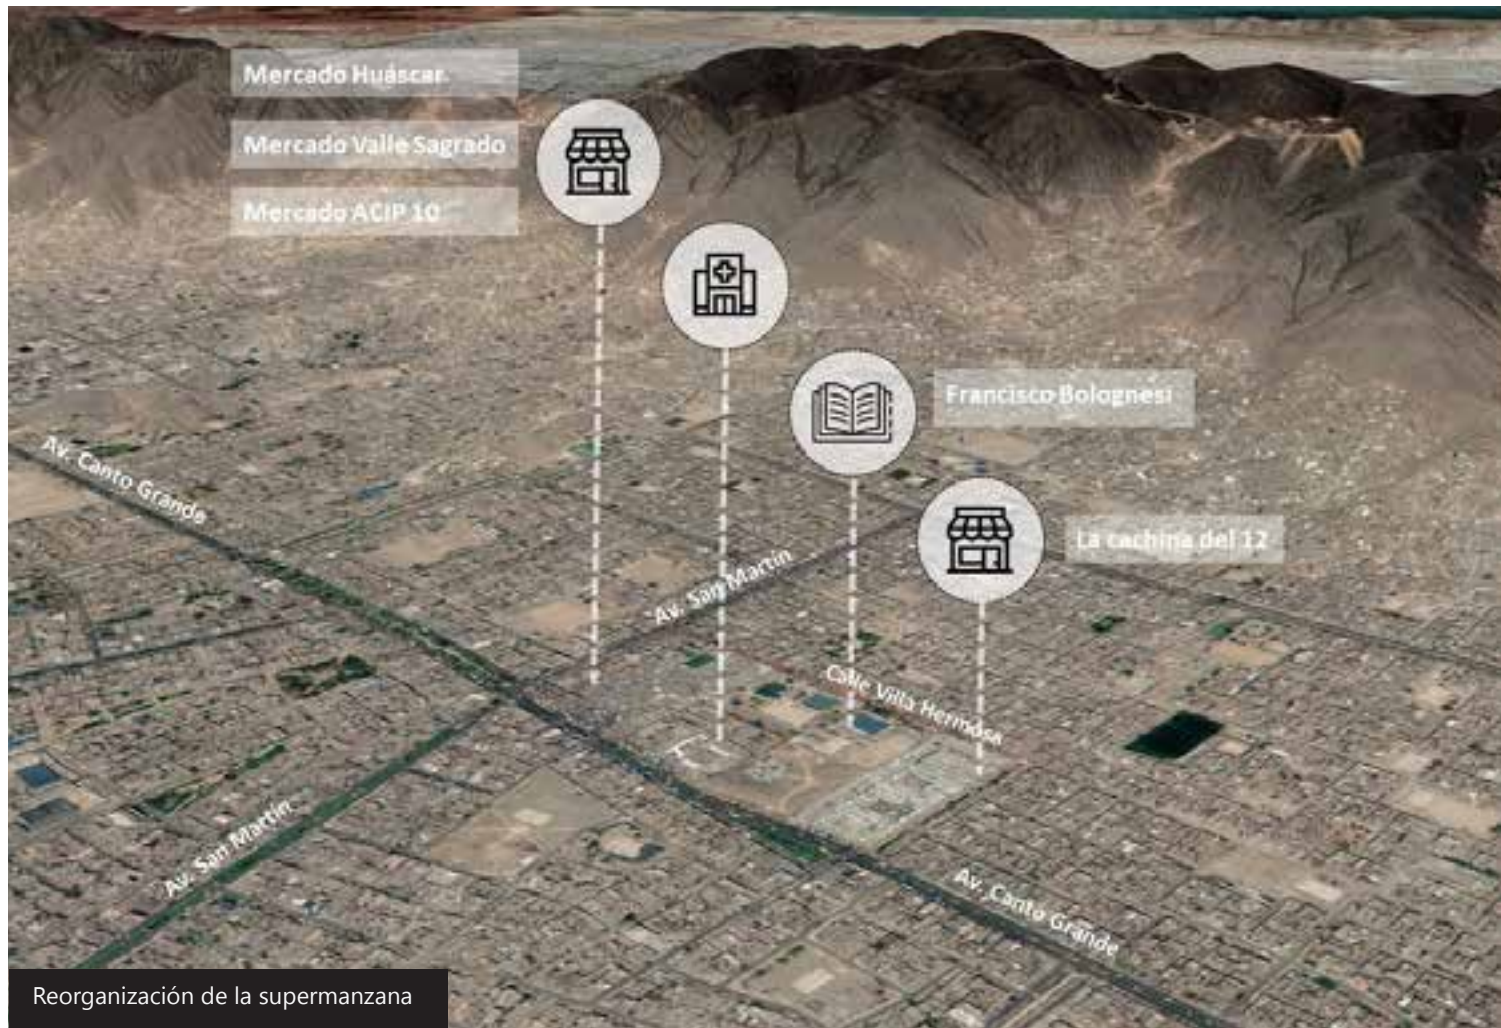 Mercado Huáscar
Mercado Valle Sagrado
Mercado ACIP 10
Francisco Bolognesi
Av. Canto Grande
La cachina del 12
Av. San Martín
Calle Villa Hermosa
Av. San Martín
Av. Canto Grande
Reorganización de la supermanzana